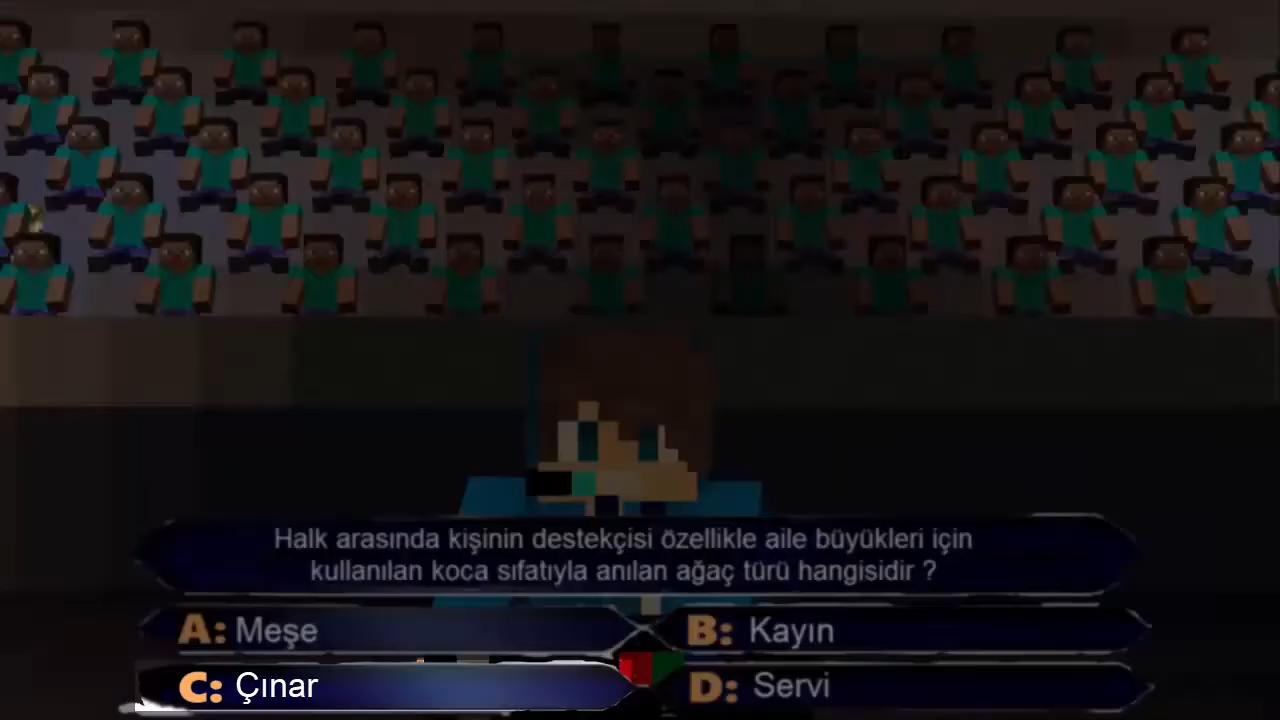 Halk arasında kişinin destekçisi özellikle aile büyükleri için
kullanılan koca sıfatıyla anılan ağaç türü hangisidir ?
A: Meşe
B: Kayın
C: Çınar
D: Servi